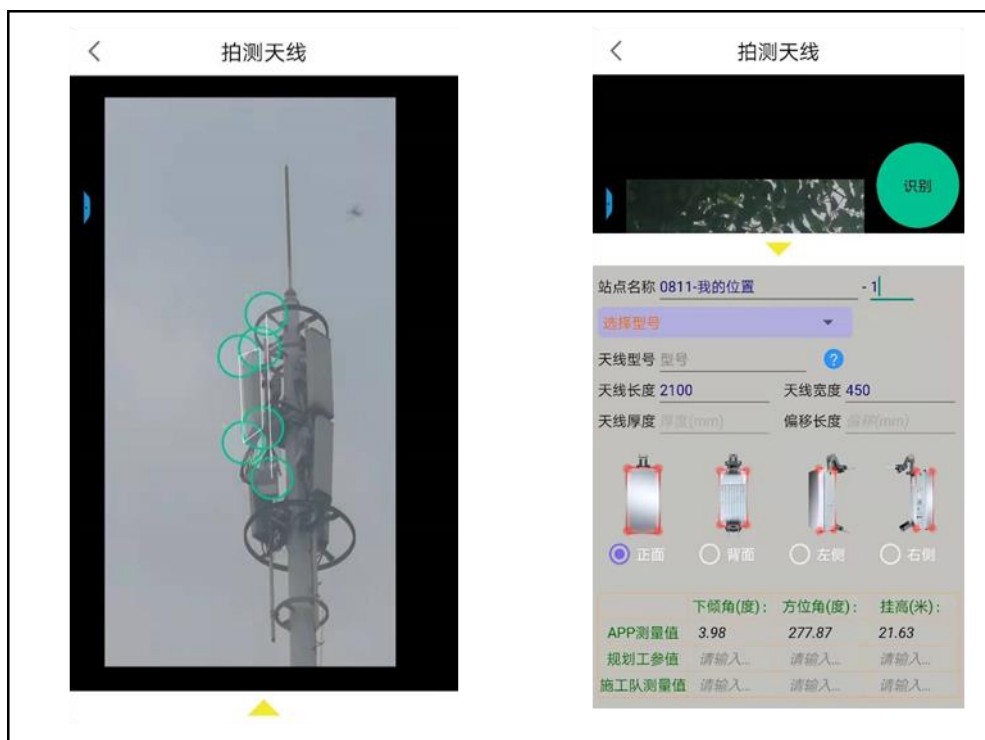 拍测天线
拍测天线
识别
站点名称 0811-我的位置 - 1
选择型号
天线型号 型号 ?
天线长度 2100 天线宽度 450
天线厚度 厚度(mm) 偏移长度 偏移(mm)
正面 背面 左侧 右侧
下倾角(度): 方位角(度): 挂高(米):
APP测量值 3.98 277.87 21.63
规划工参值 请输入... 请输入... 请输入...
施工队测量值 请输入... 请输入... 请输入...